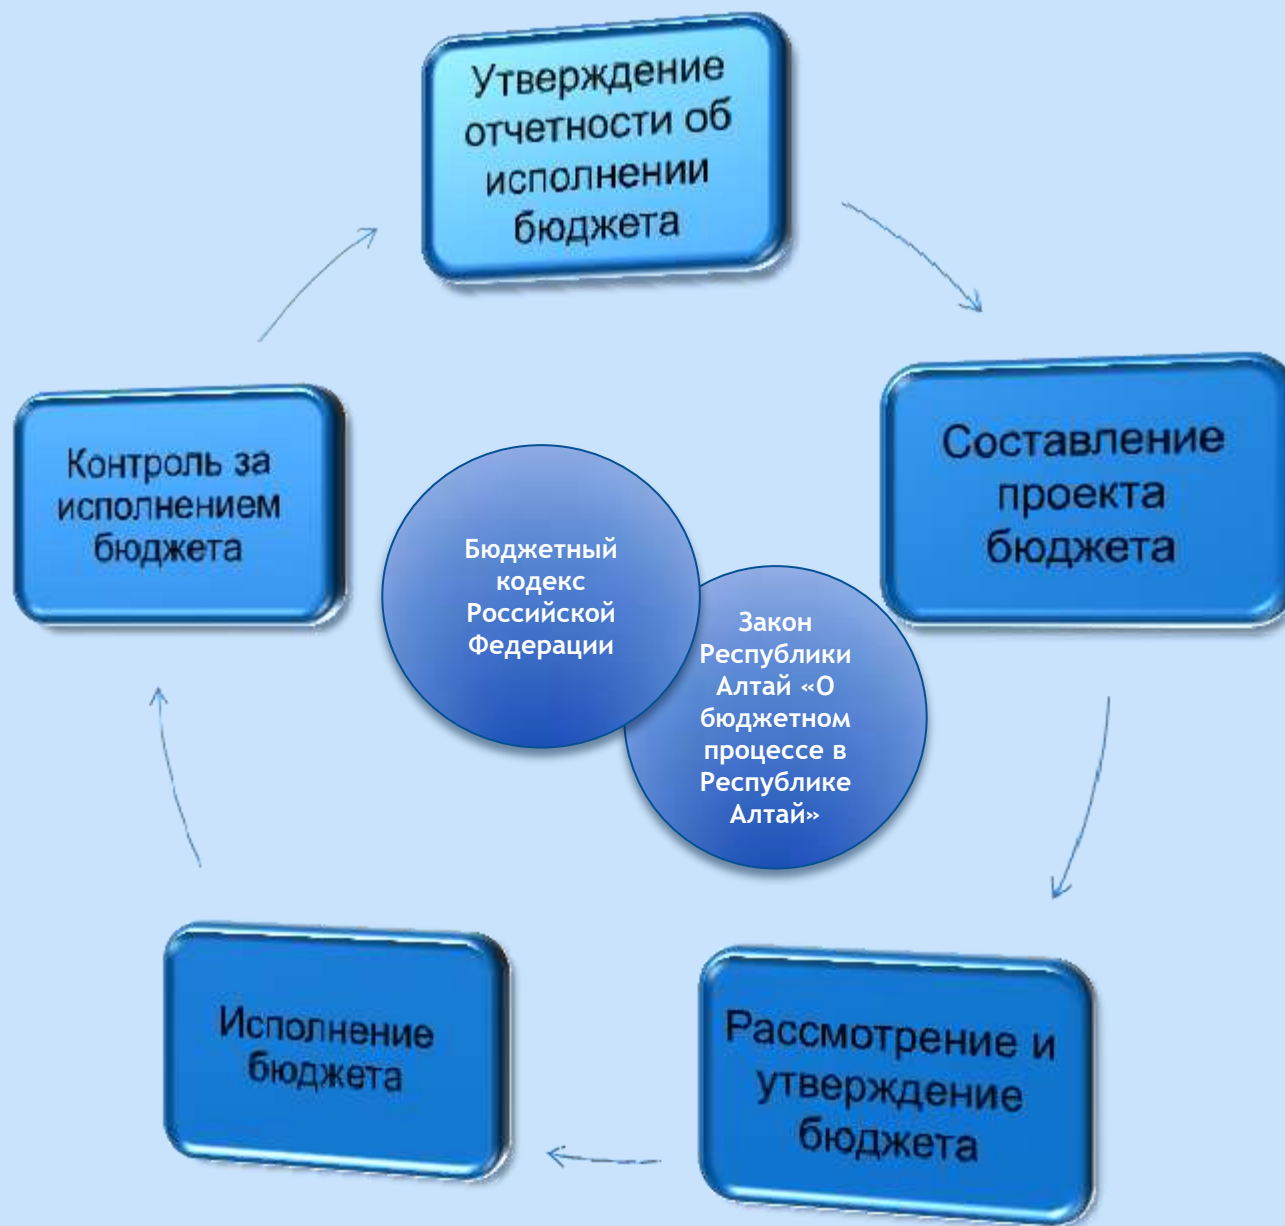 Утверждение
отчетности об
исполнении
бюджета
Составление
проекта
бюджета
Контроль за
исполнением
бюджета
Бюджетный
кодекс
Российской
Федерации
Закон
Республики
Алтай «О
бюджетном
процессе в
Республике
Алтай»
Рассмотрение и
утверждение
бюджета
Исполнение
бюджета